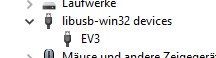 Laufwerke
libusb-win32 devices
EV3
Mäuse und andere Zeigegerät